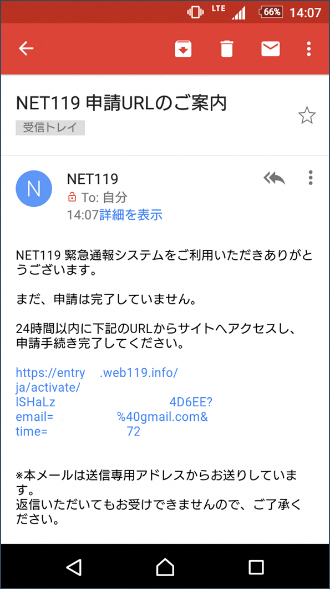 LTE 66% 14:07
NET119 申請URLのご案内
受信トレイ
N
NET119
To: 自分
14:07詳細を表示
NET119 緊急通報システムをご利用いただきありがと
うございます。
まだ、申請は完了していません。
24時間以内に下記のURLからサイトへアクセスし、
申請手続き完了してください。
https://entry .web119.info/
ja/activate/
lSHaLz 4D6EE?
email= %40gmail.com&
time= 72
※本メールは送信専用アドレスからお送りしていま
す。
返信いただいてもお受けできませんので、ご了承く
ださい。